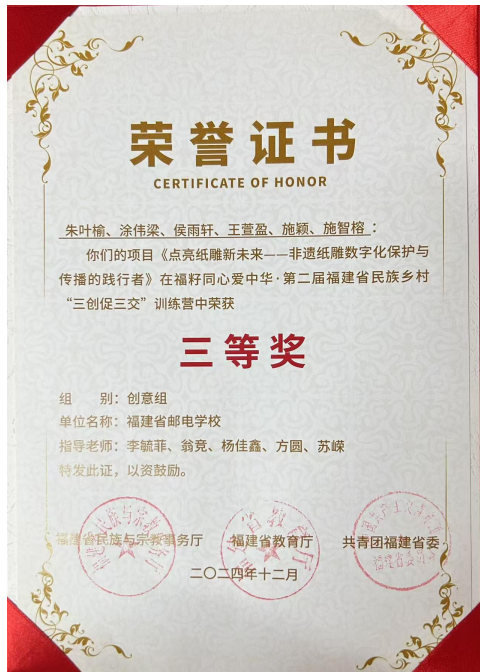 荣誉证书
CERTIFICATE OF HONOR
朱叶榆、涂伟梁、侯雨轩、王萱盈、施颖、施智榕：
你们的项目《点亮纸雕新未来——非遗纸雕数字化保护与
传播的践行者》在福籽同心爱中华·第二届福建省民族乡村
“三创促三交”训练营中荣获
三等奖
组 别：创意组
单位名称：福建省邮电学校
指导老师：李毓菲、翁竞、杨佳鑫、方圆、苏嵘
特发此证，以资鼓励。
福建省民族与宗教事务厅 福建省教育厅 共青团福建省委
二〇二四年十二月